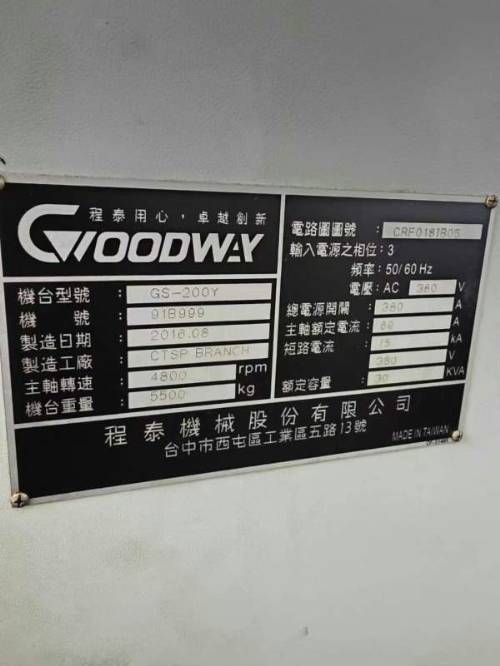 程泰用心，卓越創新
GOODWAY
機台型號：GS-200Y
機號：91B999
製造日期：2016.08
製造工廠：CTSP BRANCH
主軸轉速：4800 rpm
機台重量：5500 kg
電路圖圖號：CRF0181B05
輸入電源之相位：3
頻率：50/60 Hz
電壓：AC 380 V
總電源開關：A
主軸額定電流：A
短路電流：15 kA
380 V
額定容量：30 KVA
程泰機械股份有限公司
台中市西屯區工業區五路13號
MADE IN TAIWAN